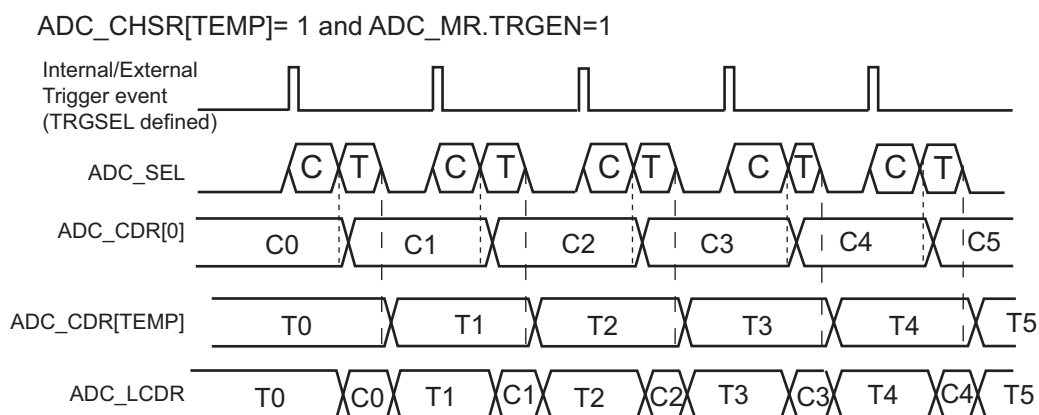 ADC_CHSR[TEMP]= 1 and ADC_MR.TRGEN=1
Internal/External
Trigger event
(TRGSEL defined)
ADC_SEL C T C T C T C T C T
ADC_CDR[0] C0 C1 C2 C3 C4 C5
ADC_CDR[TEMP] T0 T1 T2 T3 T4 T5
ADC_LCDR T0 C0 T1 C1 T2 C2 T3 C3 T4 C4 T5